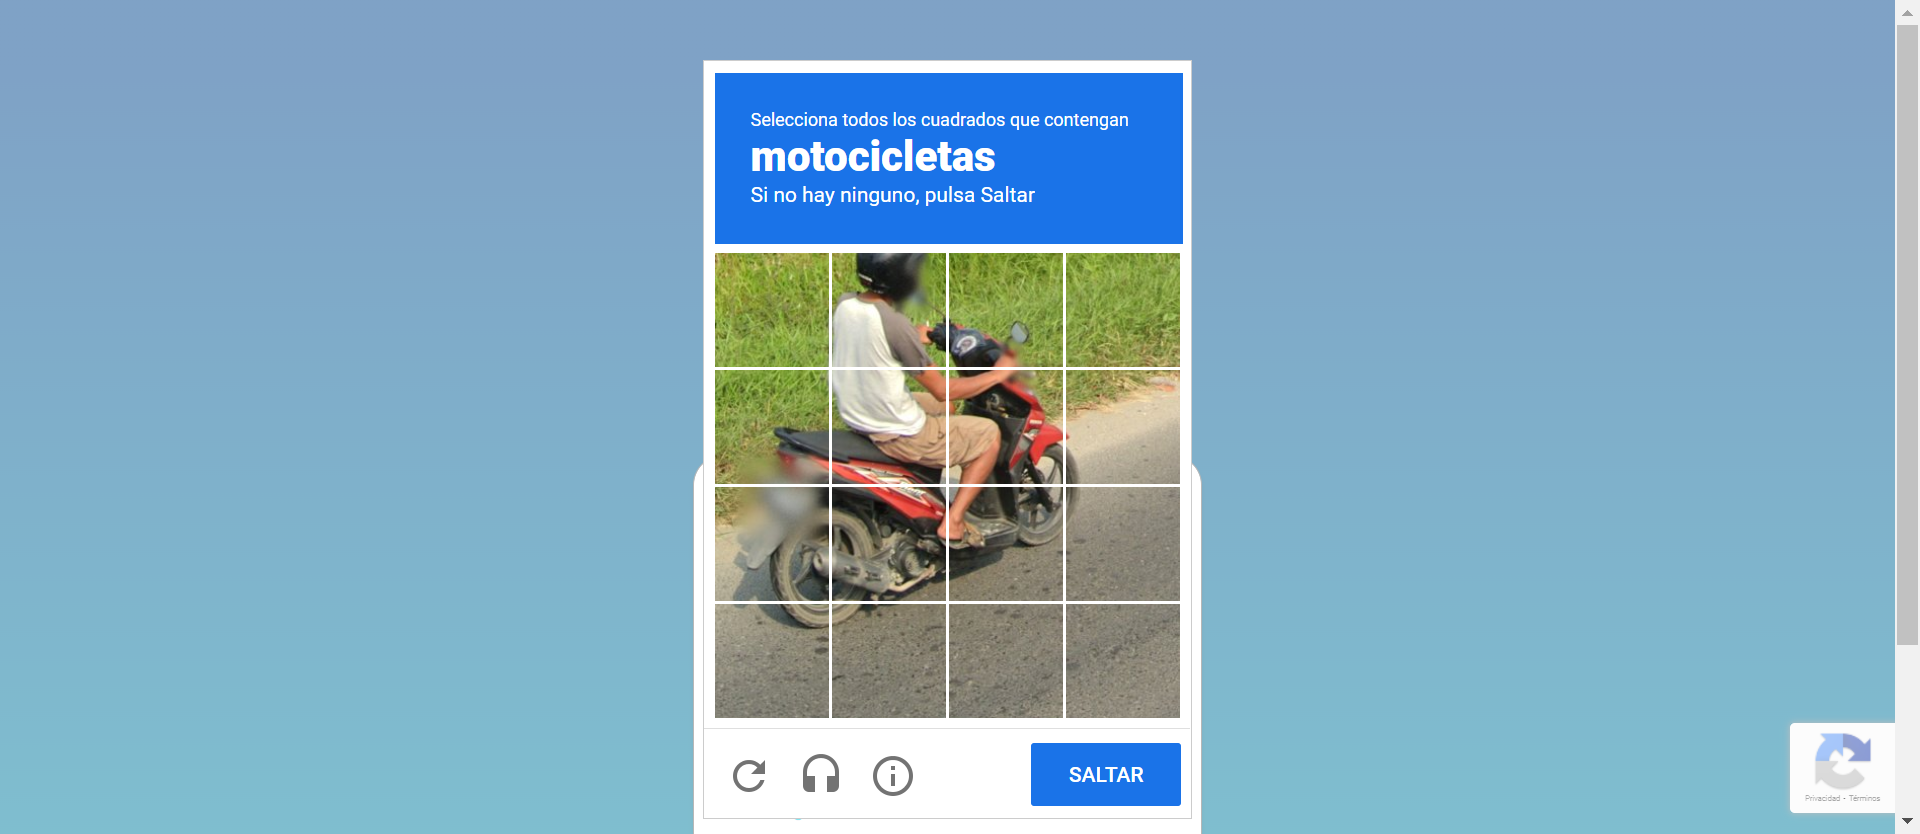 Selecciona todos los cuadrados que contengan
motocicletas
Si no hay ninguno, pulsa Saltar
SALTAR
Privacidad - Términos